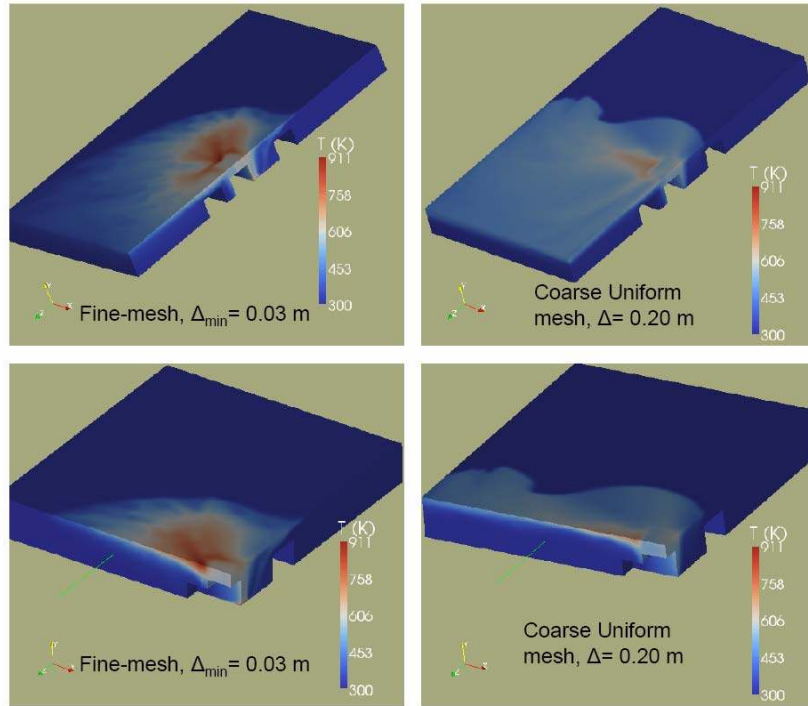 T (K)
911
758
606
453
300
Fine-mesh, Δmin= 0.03 m
T (K)
911
758
606
453
300
Coarse Uniform
mesh, Δ= 0.20 m
T (K)
911
758
606
453
300
Fine-mesh, Δmin= 0.03 m
T (K)
911
758
606
453
300
Coarse Uniform
mesh, Δ= 0.20 m